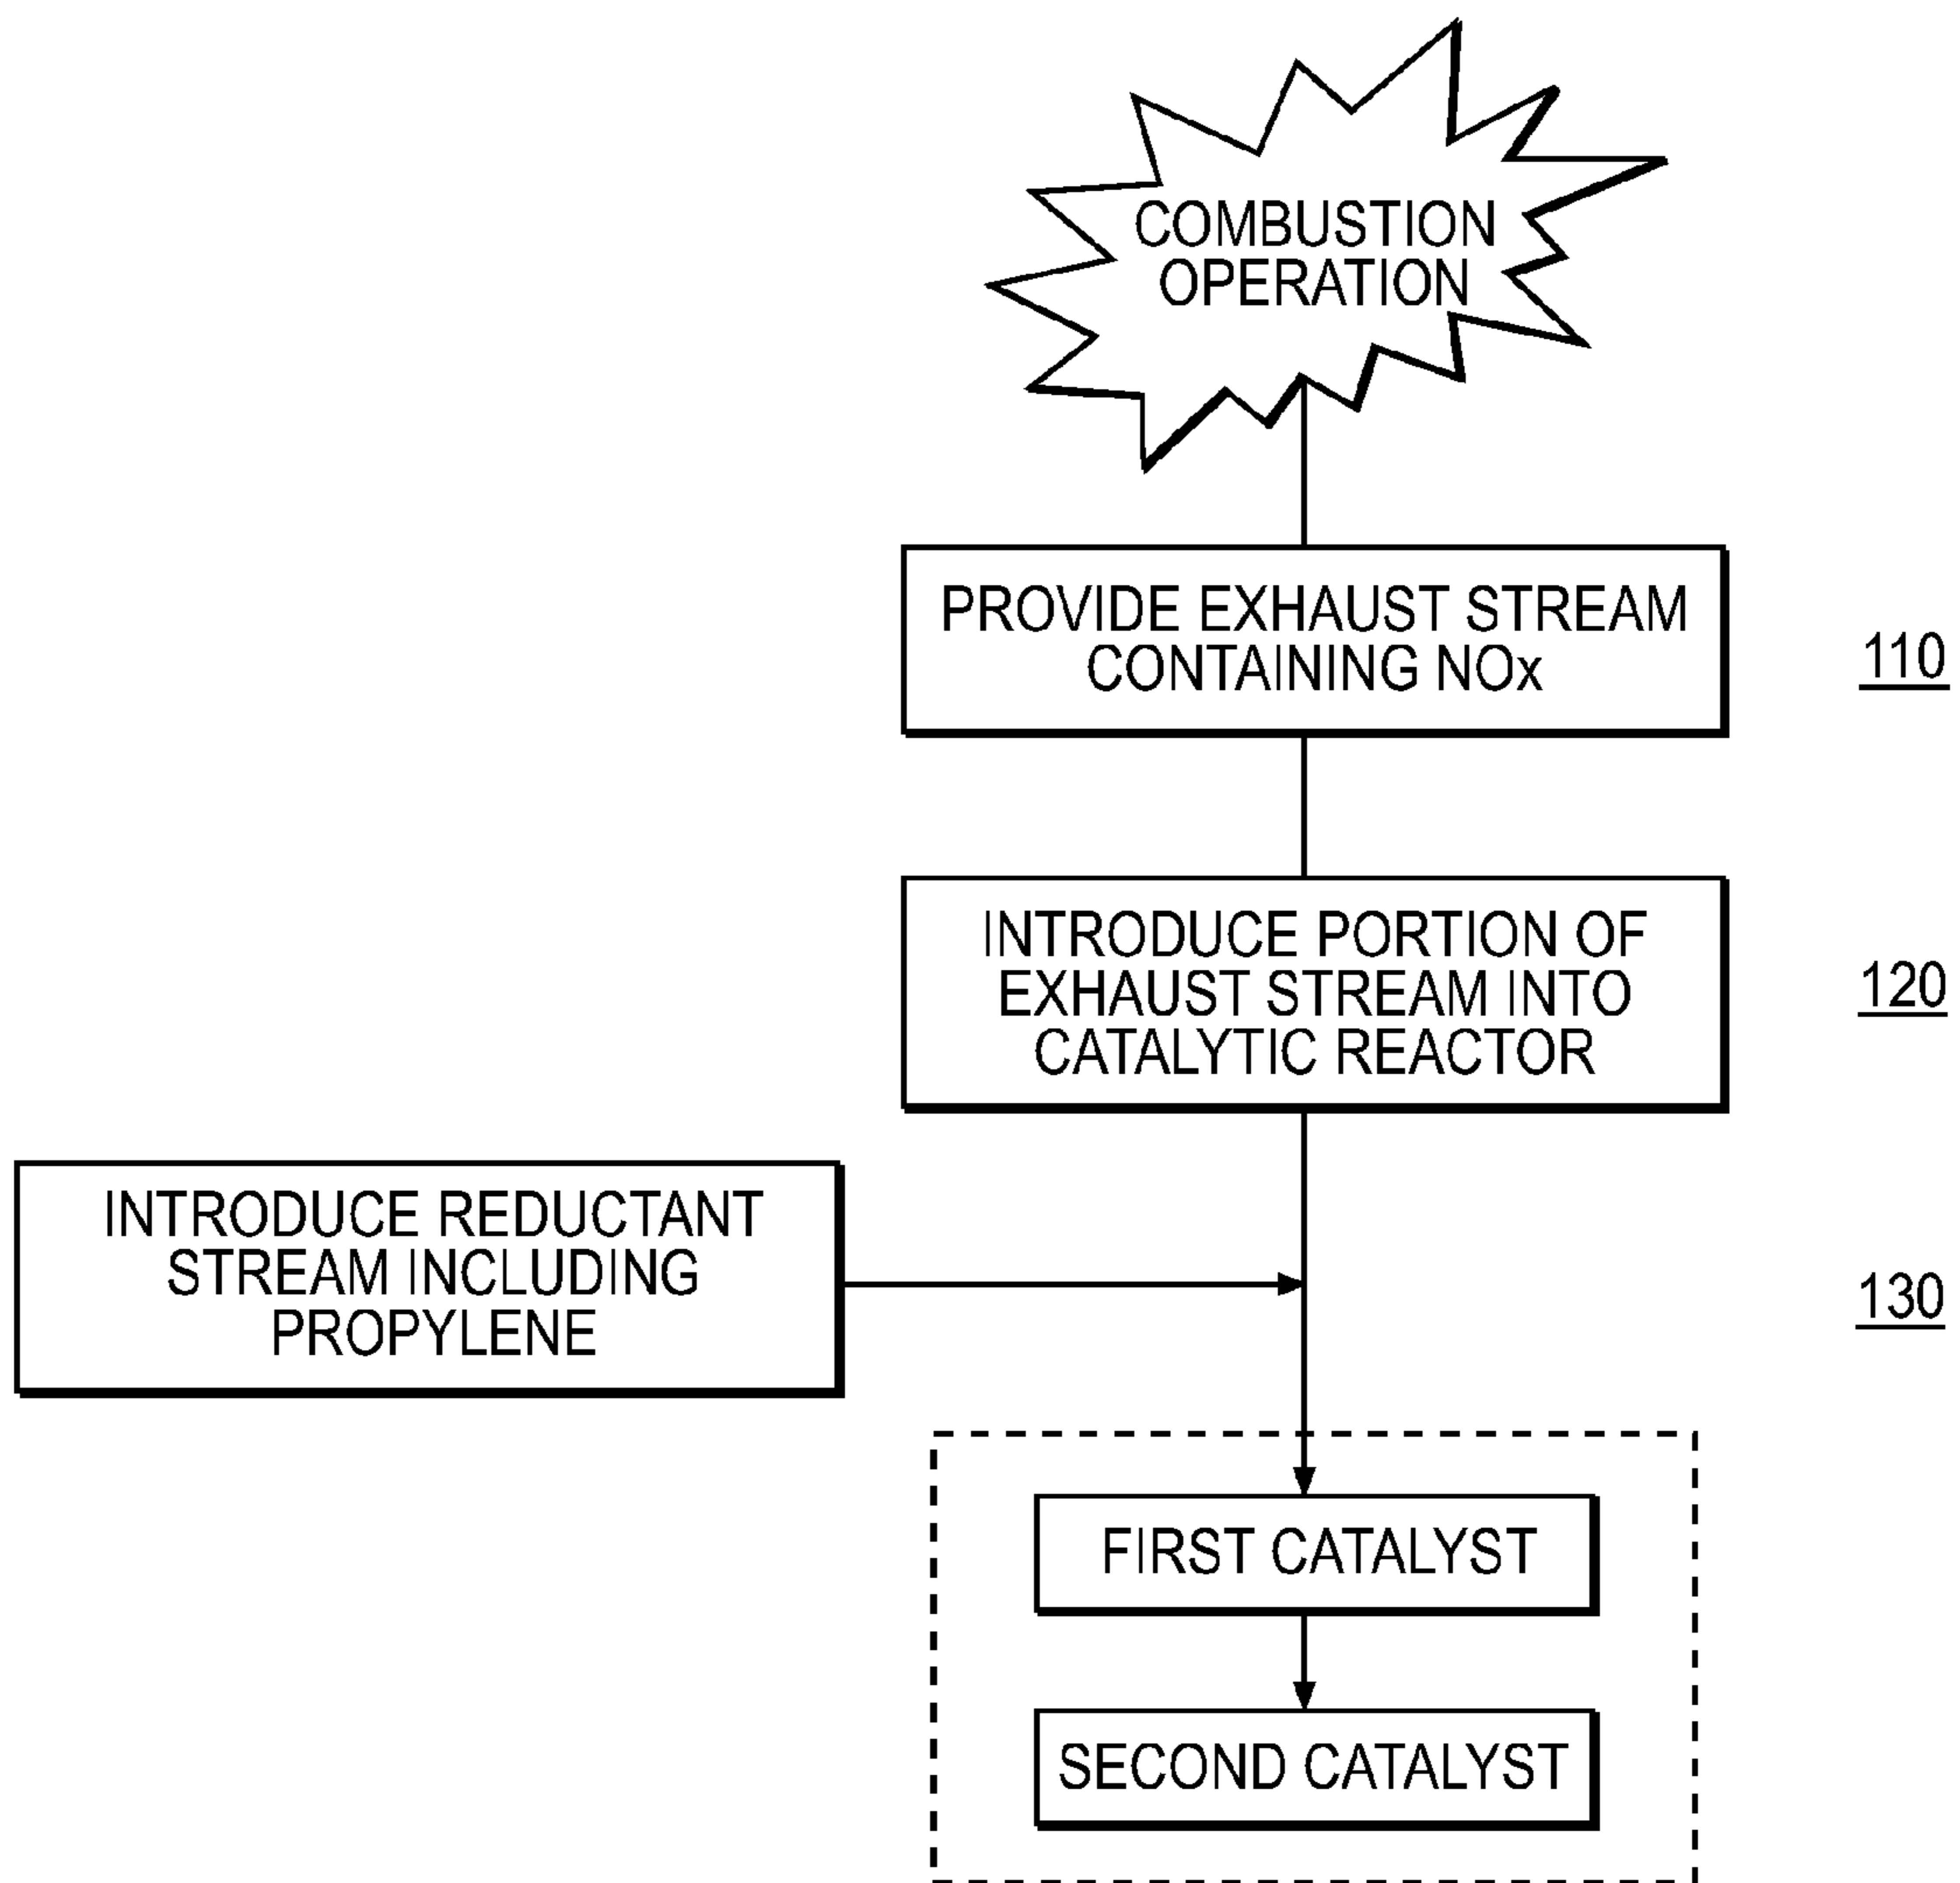 COMBUSTION
OPERATION
PROVIDE EXHAUST STREAM
CONTAINING NOx
110
INTRODUCE PORTION OF
EXHAUST STREAM INTO
CATALYTIC REACTOR
120
INTRODUCE REDUCTANT
STREAM INCLUDING
PROPYLENE
130
FIRST CATALYST
SECOND CATALYST